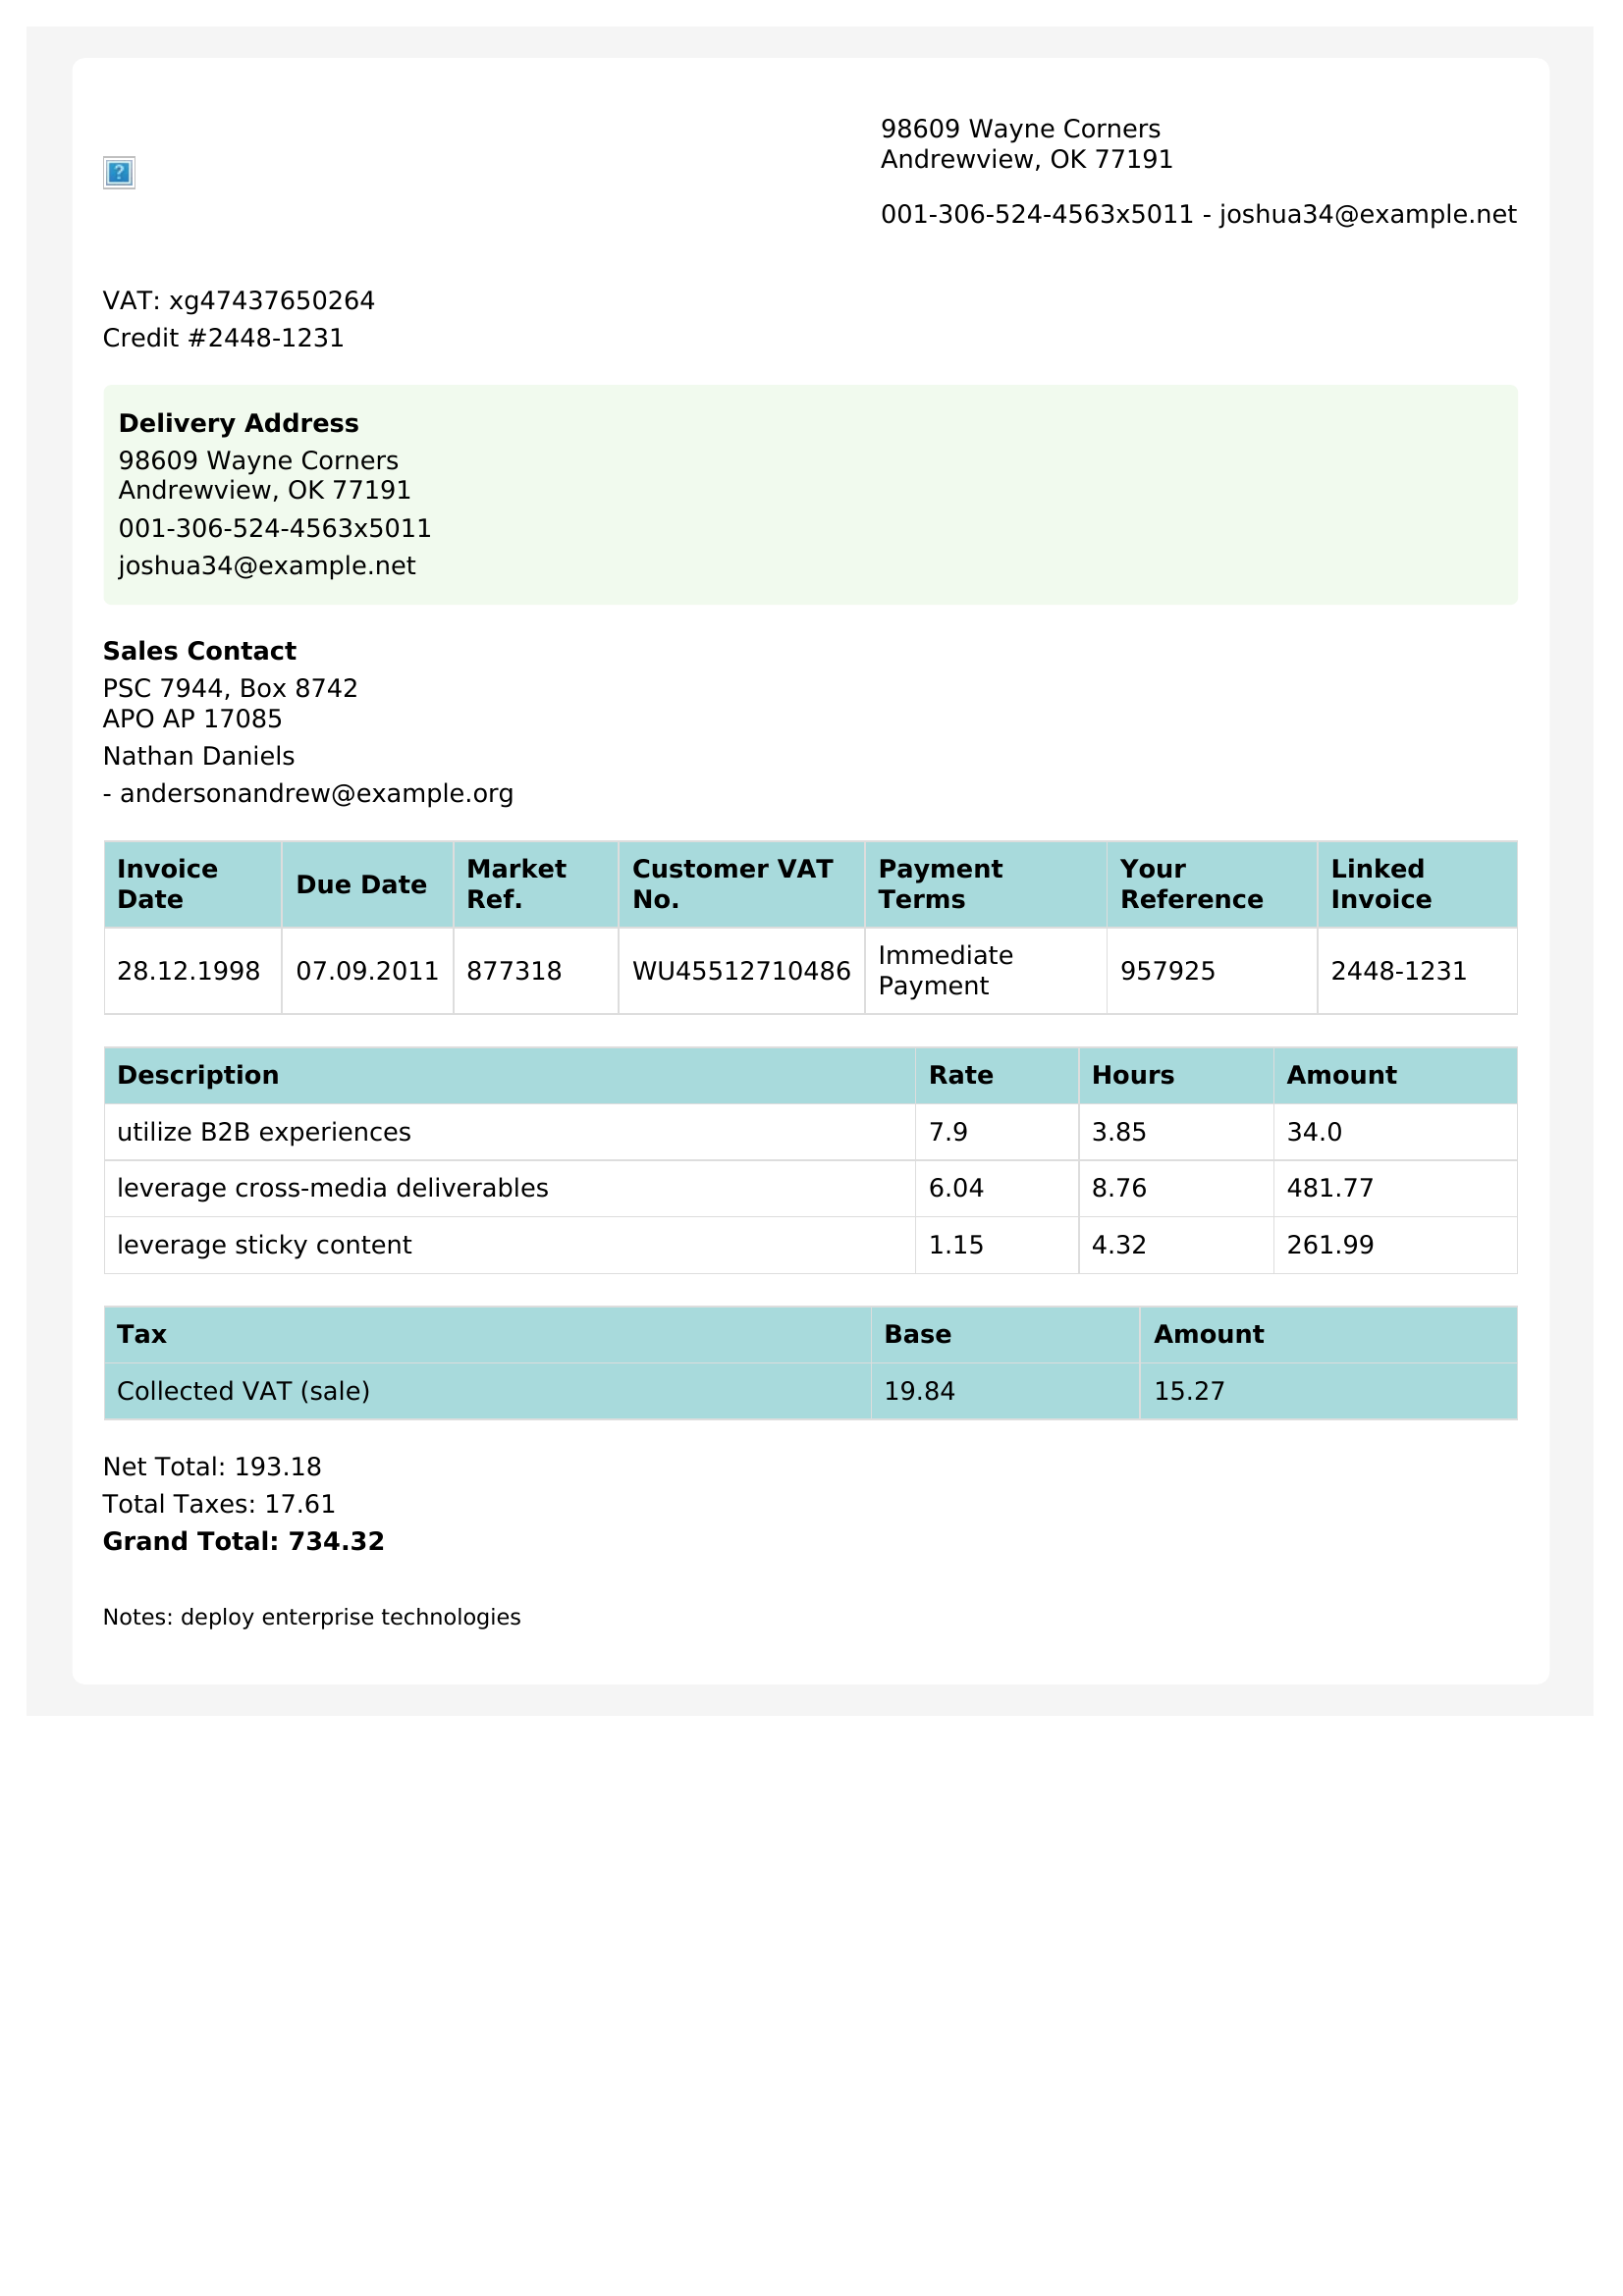 98609 Wayne Corners
Andrewview, OK 77191
001-306-524-4563x5011 - joshua34@example.net
VAT: xg47437650264
Credit #2448-1231
Delivery Address
98609 Wayne Corners
Andrewview, OK 77191
001-306-524-4563x5011
joshua34@example.net
Sales Contact
PSC 7944, Box 8742
APO AP 17085
Nathan Daniels
- andersonandrew@example.org
Invoice Date Due Date Market Ref. Customer VAT No. Payment Terms Your Reference Linked Invoice
28.12.1998 07.09.2011 877318 WU45512710486 Immediate Payment 957925 2448-1231
Description Rate Hours Amount
utilize B2B experiences 7.9 3.85 34.0
leverage cross-media deliverables 6.04 8.76 481.77
leverage sticky content 1.15 4.32 261.99
Tax Base Amount
Collected VAT (sale) 19.84 15.27
Net Total: 193.18
Total Taxes: 17.61
Grand Total: 734.32
Notes: deploy enterprise technologies